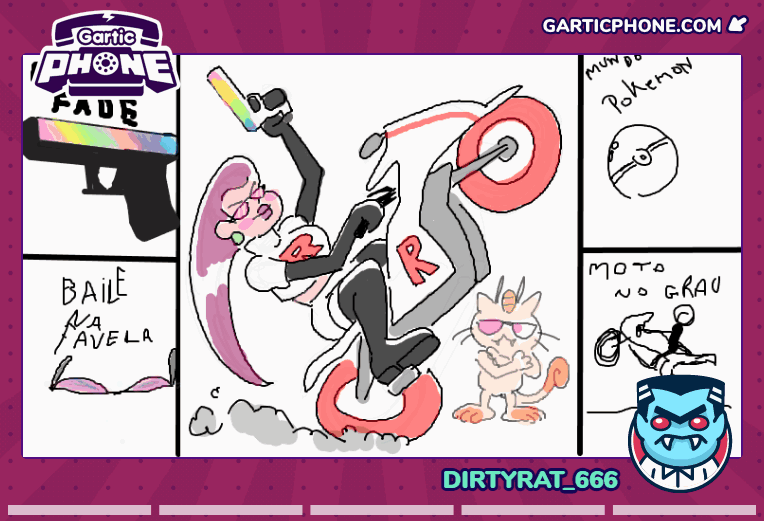 Gartic
PHONE
GARTICPHONE.COM
FADE
MUNDO
POKEMON
R
R
BAILE
NA
FAVELA
MOTO
NO GRAU
DIRTYRAT_666